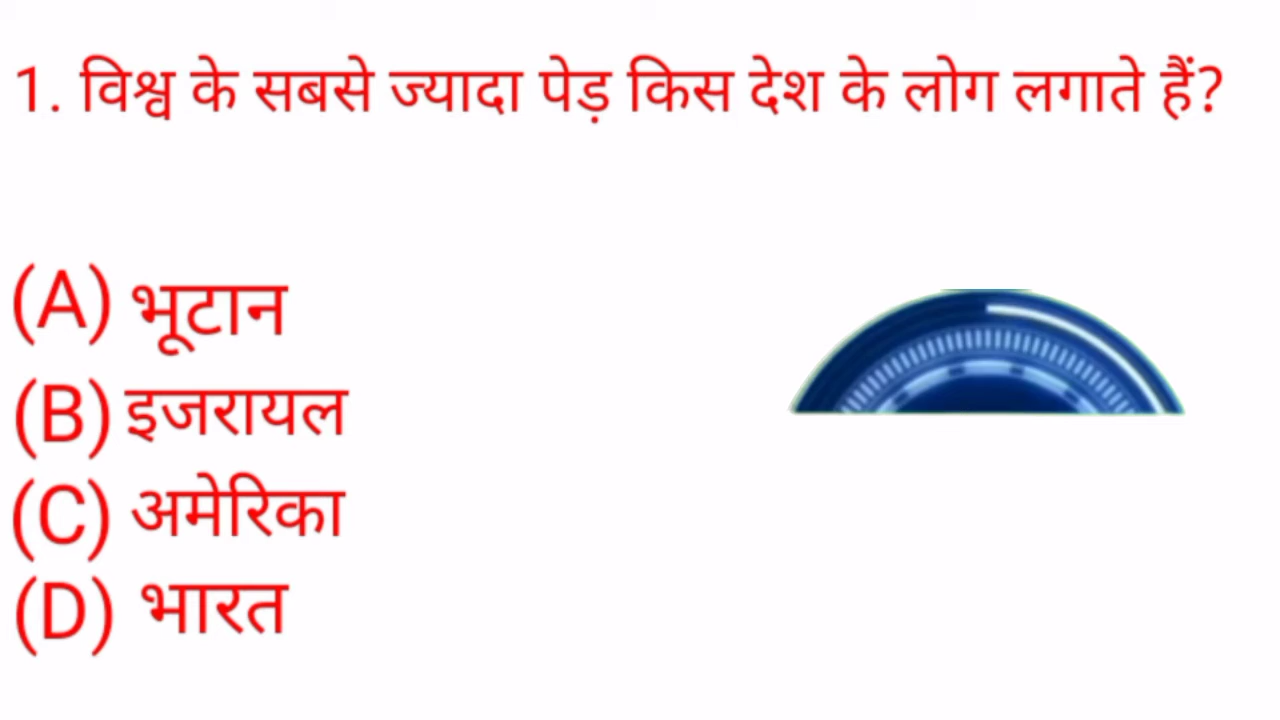 1. विश्व के सबसे ज्यादा पेड़ किस देश के लोग लगाते हैं?
(A) भूटान
(B) इजरायल
(C) अमेरिका
(D) भारत